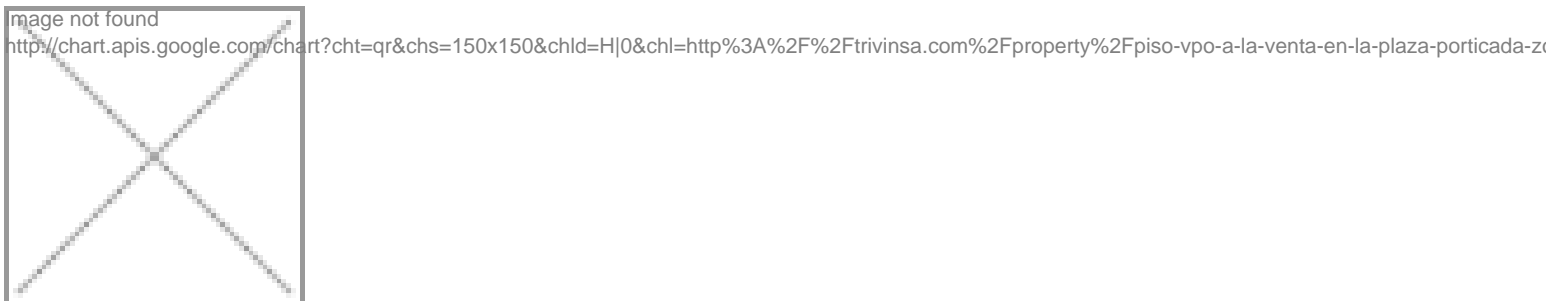 Image not found
http://chart.apis.google.com/chart?cht=qr&chs=150x150&chld=H|0&chl=http%3A%2F%2Ftrivinsa.com%2Fproperty%2Fpiso-vpo-a-la-venta-en-la-plaza-porticada-zo